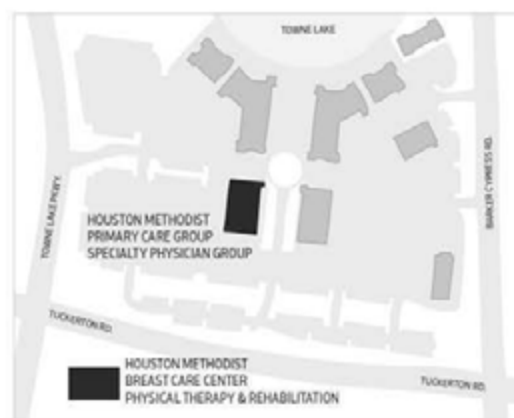 TOWNE LAKE
BARKER CYPRESS RD.
TOWNE LAKE PKWY.
HOUSTON METHODIST
PRIMARY CARE GROUP
SPECIALTY PHYSICIAN GROUP
TUCKERTON RD.
HOUSTON METHODIST
BREAST CARE CENTER
PHYSICAL THERAPY & REHABILITATION
TUCKERTON RD.